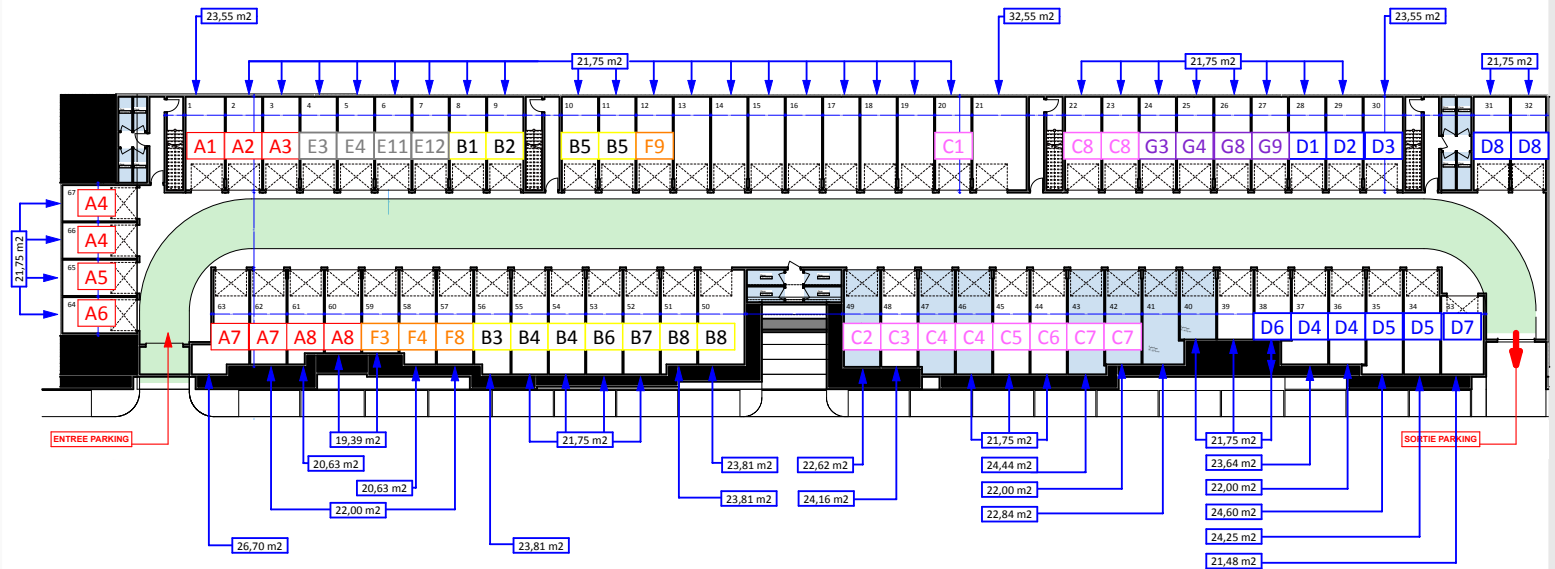 23,55 m2 32,55 m2 23,55 m2
21,75 m2 21,75 m2 21,75 m2
1 2 3 4 5 6 7 8 9 10 11 12 13 14 15 16 17 18 19 20 21 22 23 24 25 26 27 28 29 30 31 32
A1 A2 A3 E3 E4 E11 E12 B1 B2 B5 B5 F9 C1 C8 C8 G3 G4 G8 G9 D1 D2 D3 D8 D8
67
A4
66
A4
21,75 m2
65
A5
64
A6
63 62 61 60 59 58 57 56 55 54 53 52 51 50 49 48 47 46 45 44 43 42 41 40 39 38 37 36 35 34 33
A7 A7 A8 A8 F3 F4 F8 B3 B4 B4 B6 B7 B8 B8 C2 C3 C4 C4 C5 C6 C7 C7 D6 D4 D4 D5 D5 D7
ENTREE PARKING 19,39 m2 21,75 m2 21,75 m2 21,75 m2 SORTIE PARKING
20,63 m2 23,81 m2 22,62 m2 24,44 m2 23,64 m2
20,63 m2 22,00 m2 22,00 m2
23,81 m2 24,16 m2
22,00 m2 22,84 m2 24,60 m2
24,25 m2
26,70 m2 23,81 m2
21,48 m2